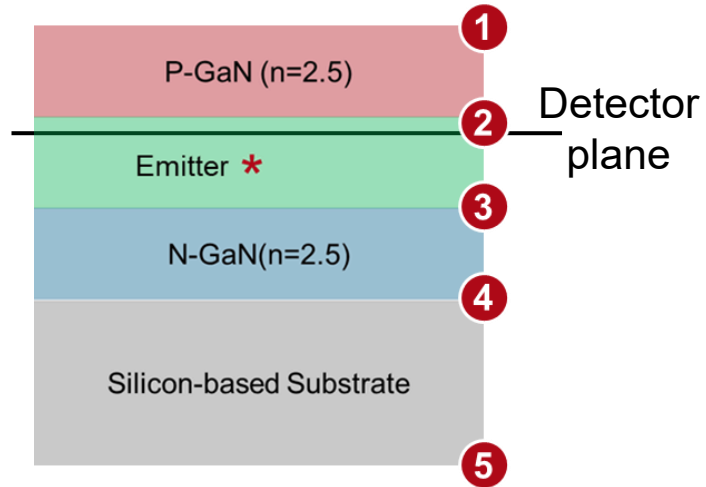 1
P-GaN (n=2.5)
2
Detector
plane
Emitter *
3
N-GaN(n=2.5)
4
Silicon-based Substrate
5